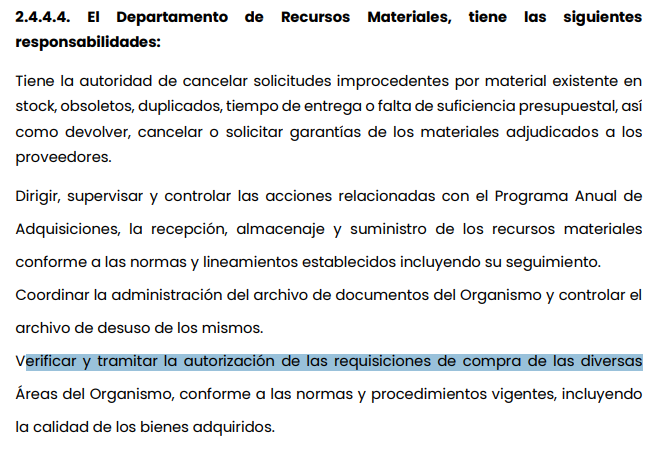 2.4.4.4. El Departamento de Recursos Materiales, tiene las siguientes
responsabilidades:
Tiene la autoridad de cancelar solicitudes improcedentes por material existente en
stock, obsoletos, duplicados, tiempo de entrega o falta de suficiencia presupuestal, así
como devolver, cancelar o solicitar garantías de los materiales adjudicados a los
proveedores.
Dirigir, supervisar y controlar las acciones relacionadas con el Programa Anual de
Adquisiciones, la recepción, almacenaje y suministro de los recursos materiales
conforme a las normas y lineamientos establecidos incluyendo su seguimiento.
Coordinar la administración del archivo de documentos del Organismo y controlar el
archivo de desuso de los mismos.
Verificar y tramitar la autorización de las requisiciones de compra de las diversas
Áreas del Organismo, conforme a las normas y procedimientos vigentes, incluyendo
la calidad de los bienes adquiridos.